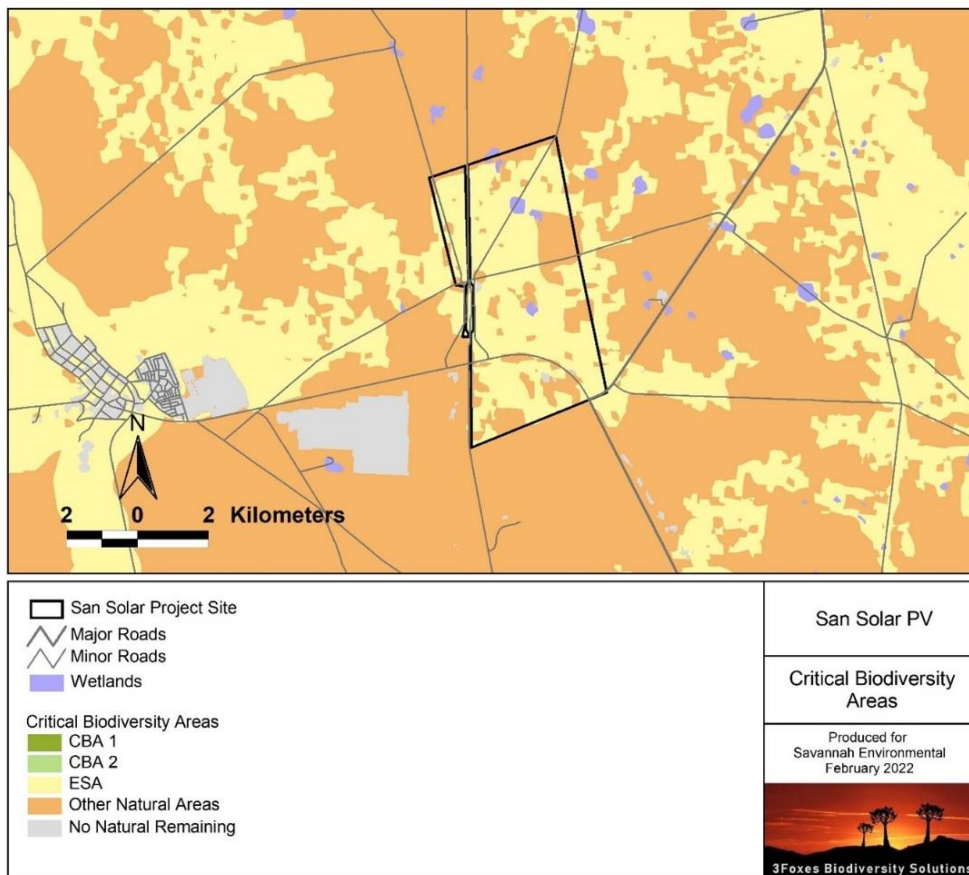 N
2 0 2 Kilometers
San Solar Project Site
Major Roads
Minor Roads
Wetlands
Critical Biodiversity Areas
CBA 1
CBA 2
ESA
Other Natural Areas
No Natural Remaining
San Solar PV
Critical Biodiversity
Areas
Produced for
Savannah Environmental
February 2022
3Foxes Biodiversity Solutions